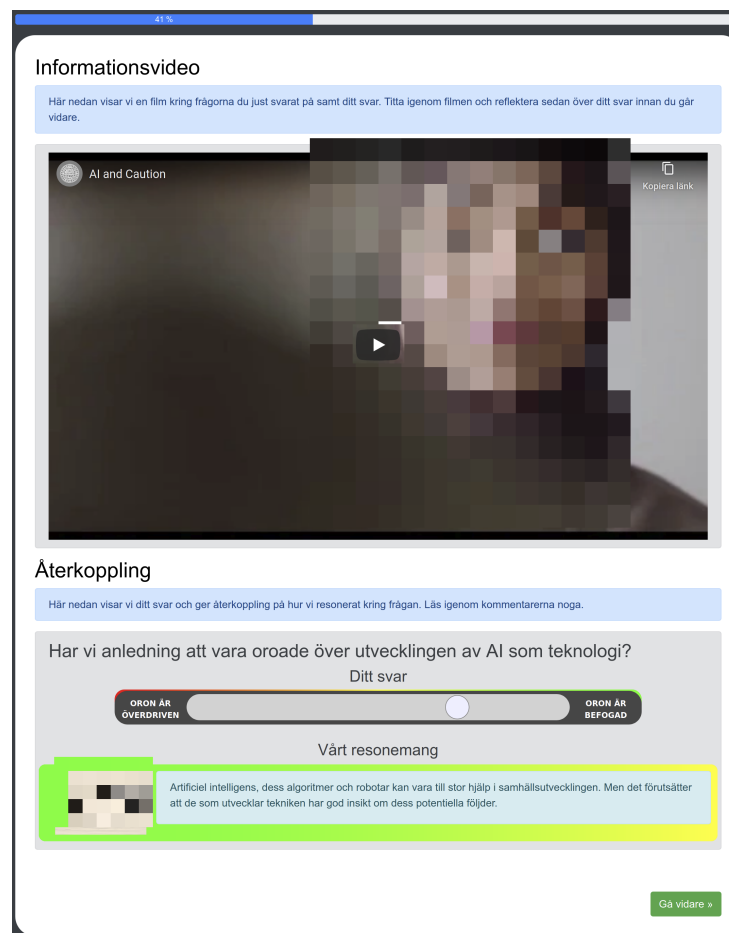 41 %
Informationsvideo
Här nedan visar vi en film kring frågorna du just svarat på samt ditt svar. Titta igenom filmen och reflektera sedan över ditt svar innan du går
vidare.
AI and Caution
Kopiera länk
Återkoppling
Här nedan visar vi ditt svar och ger återkoppling på hur vi resonerat kring frågan. Läs igenom kommentarerna noga.
Har vi anledning att vara oroade över utvecklingen av AI som teknologi?
Ditt svar
ORON ÄR
ÖVERDRIVEN
ORON ÄR
BEFOGAD
Vårt resonemang
Artificiel intelligens, dess algoritmer och robotar kan vara till stor hjälp i samhällsutvecklingen. Men det förutsätter
att de som utvecklar tekniken har god insikt om dess potentiella följder.
Gå vidare »